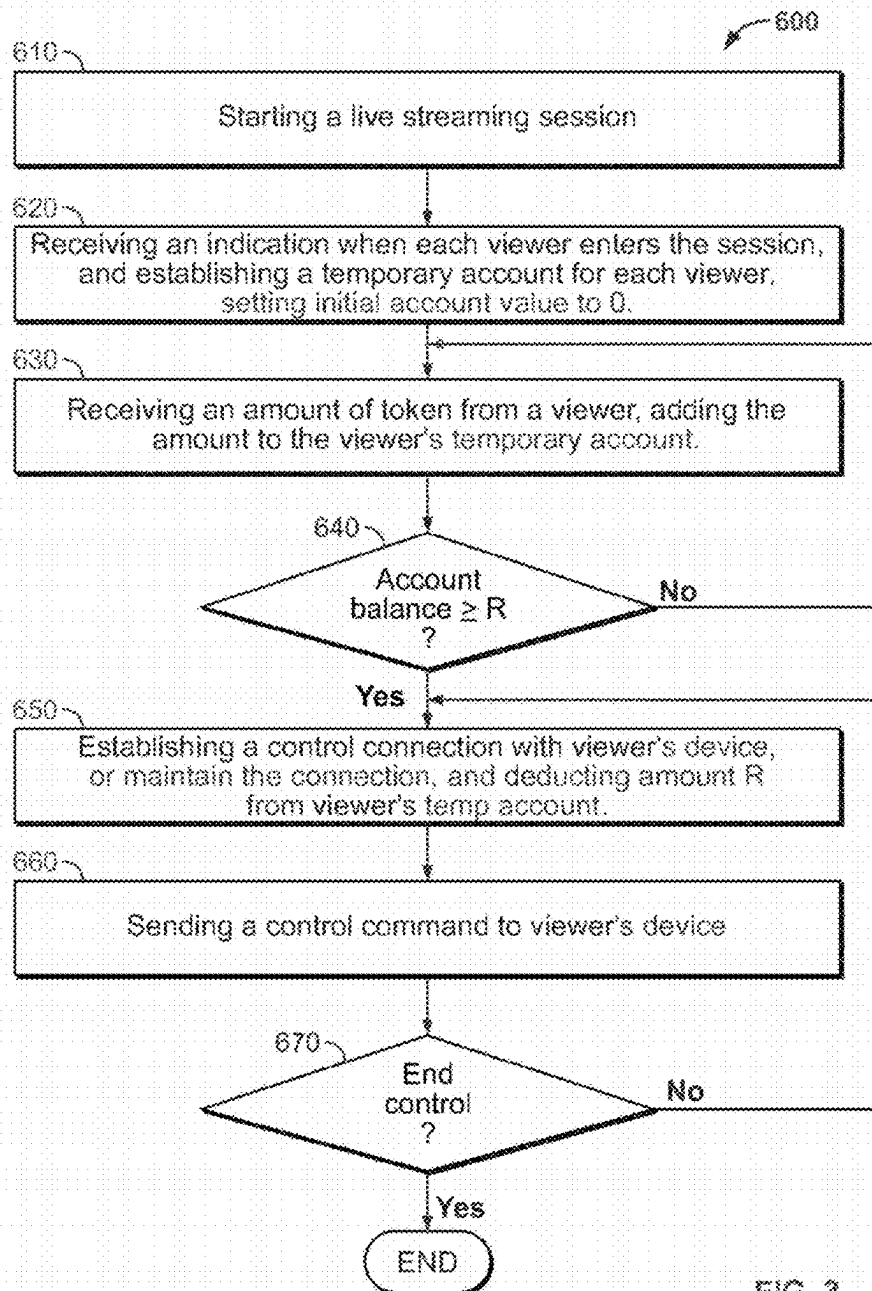 600
610
Starting a live streaming session
620
Receiving an indication when each viewer enters the session,
and establishing a temporary account for each viewer,
setting initial account value to 0.
630
Receiving an amount of token from a viewer, adding the
amount to the viewer's temporary account.
640
Account
balance ≥ R
?
No
Yes
650
Establishing a control connection with viewer's device,
or maintain the connection, and deducting amount R
from viewer's temp account.
660
Sending a control command to viewer's device
670
End
control
?
No
Yes
END
FIG. 3